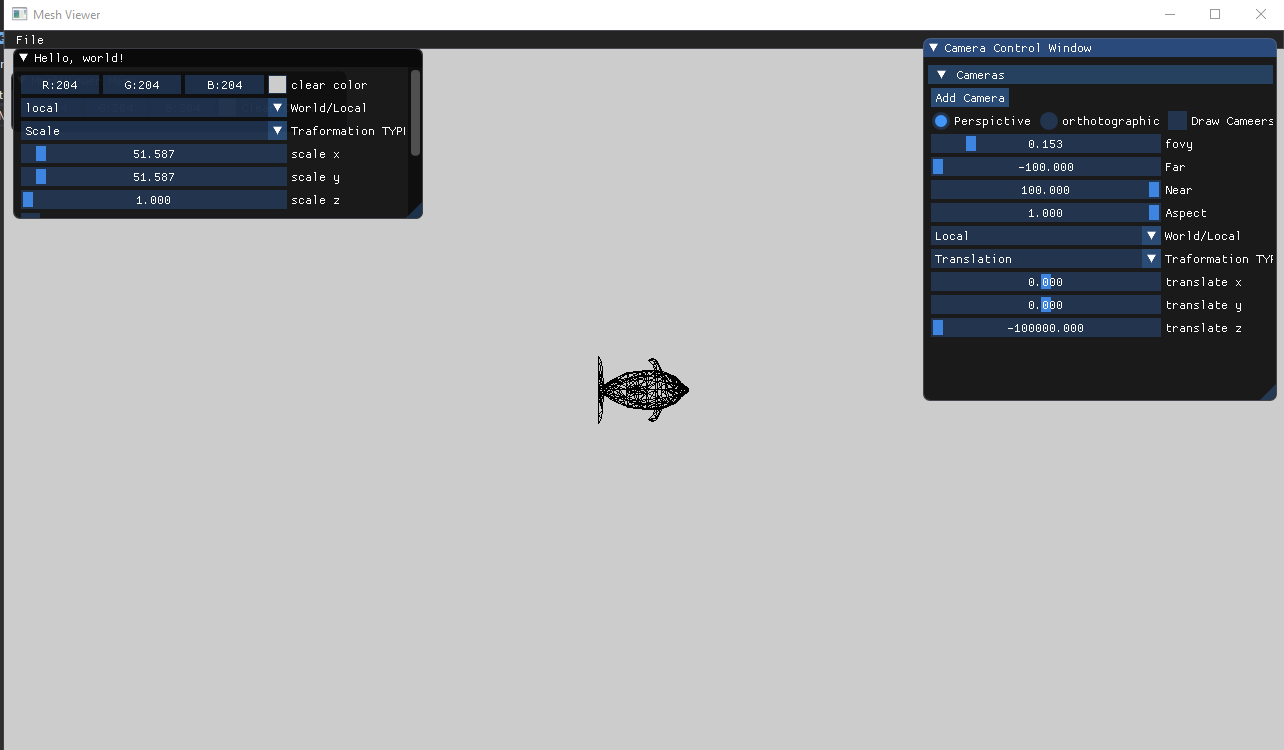 Mesh Viewer
File
Hello, world!
R:204 G:204 B:204 clear color
local World/Local
Scale Traformation TYP
51.587 scale x
51.587 scale y
1.000 scale z
Camera Control Window
Cameras
Add Camera
Perspictive orthotographic Draw Cameers
0.153 fovy
-100.000 Far
100.000 Near
1.000 Aspect
Local World/Local
Translation Traformation TYP
0.000 translate x
0.000 translate y
-100000.000 translate z